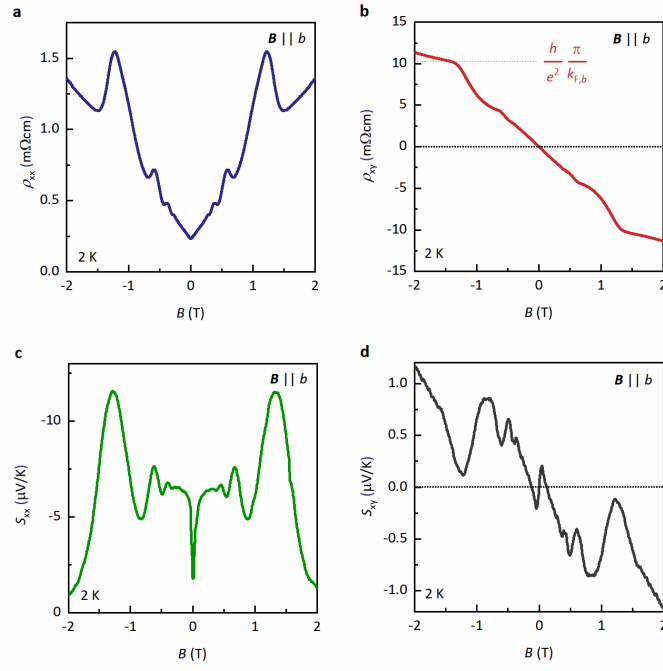 a
B || b
1.5
1.0
0.5
0.0
ρxx (mΩcm)
2 K
-2 -1 0 1 2
B (T)
b
B || b
15
10
5
0
-5
-10
-15
ρxy (mΩcm)
h π
e² kF,b
2 K
-2 -1 0 1 2
B (T)
c
B || b
-10
-5
0
Sxx (μV/K)
2 K
-2 -1 0 1 2
B (T)
d
B || b
1.0
0.5
0.0
-0.5
-1.0
Sxy (μV/K)
2 K
-2 -1 0 1 2
B (T)